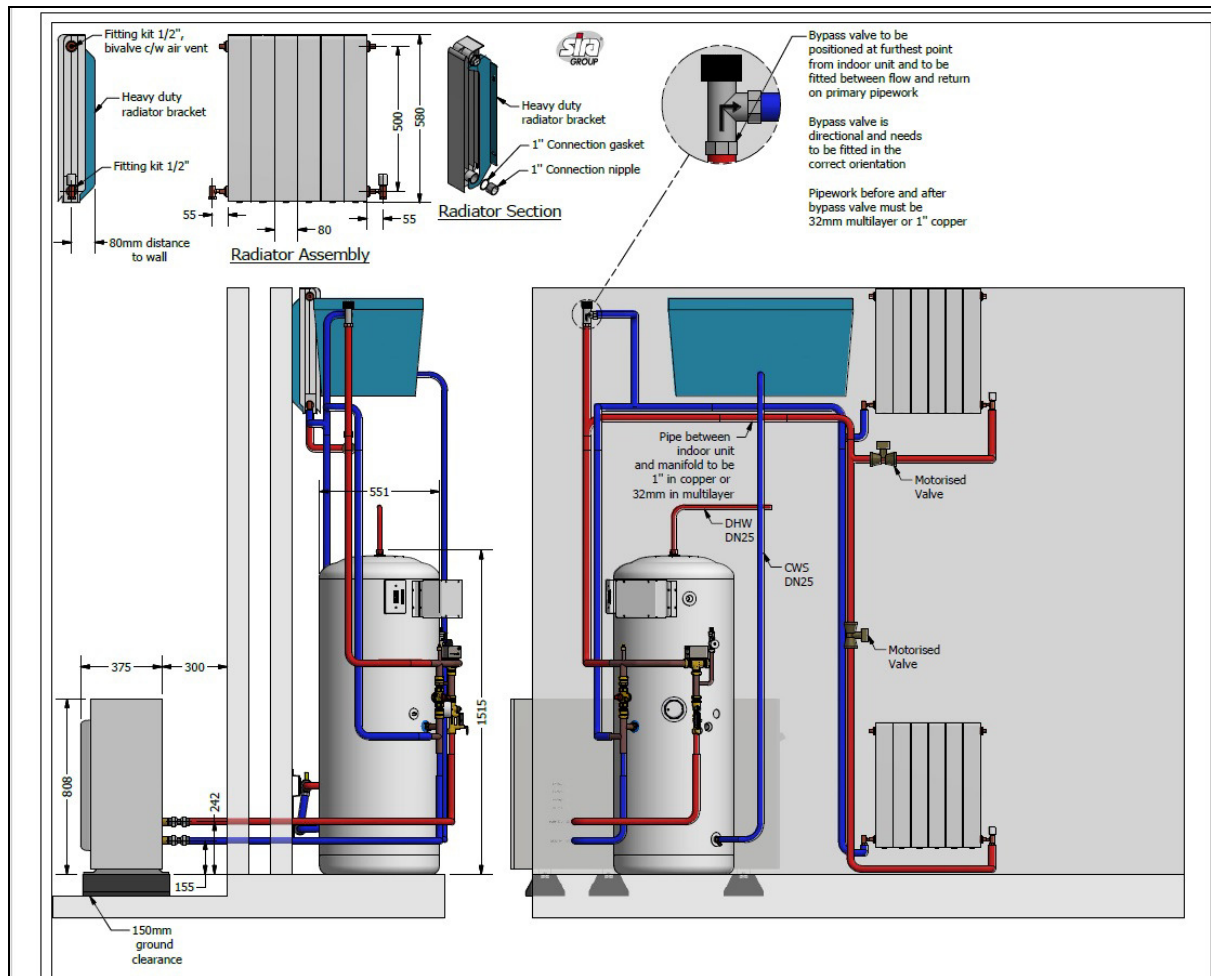 Fitting kit 1/2",
bivalve c/w air vent
Heavy duty
radiator bracket
Fitting kit 1/2"
80mm distance
to wall
55
80
55
500
580
Radiator Assembly
sira
GROUP
Heavy duty
radiator bracket
1" Connection gasket
1" Connection nipple
Radiator Section
Bypass valve to be
positioned at furthest point
from indoor unit and to be
fitted between flow and return
on primary pipework
Bypass valve is
directional and needs
to be fitted in the
correct orientation
Pipework before and after
bypass valve must be
32mm multilayer or 1" copper
551
1515
375
300
808
242
155
150mm
ground
clearance
Pipe between
indoor unit
and manifold to be
1" in copper or
32mm in multilayer
DHW
DN25
CWS
DN25
Motorised
Valve
Motorised
Valve